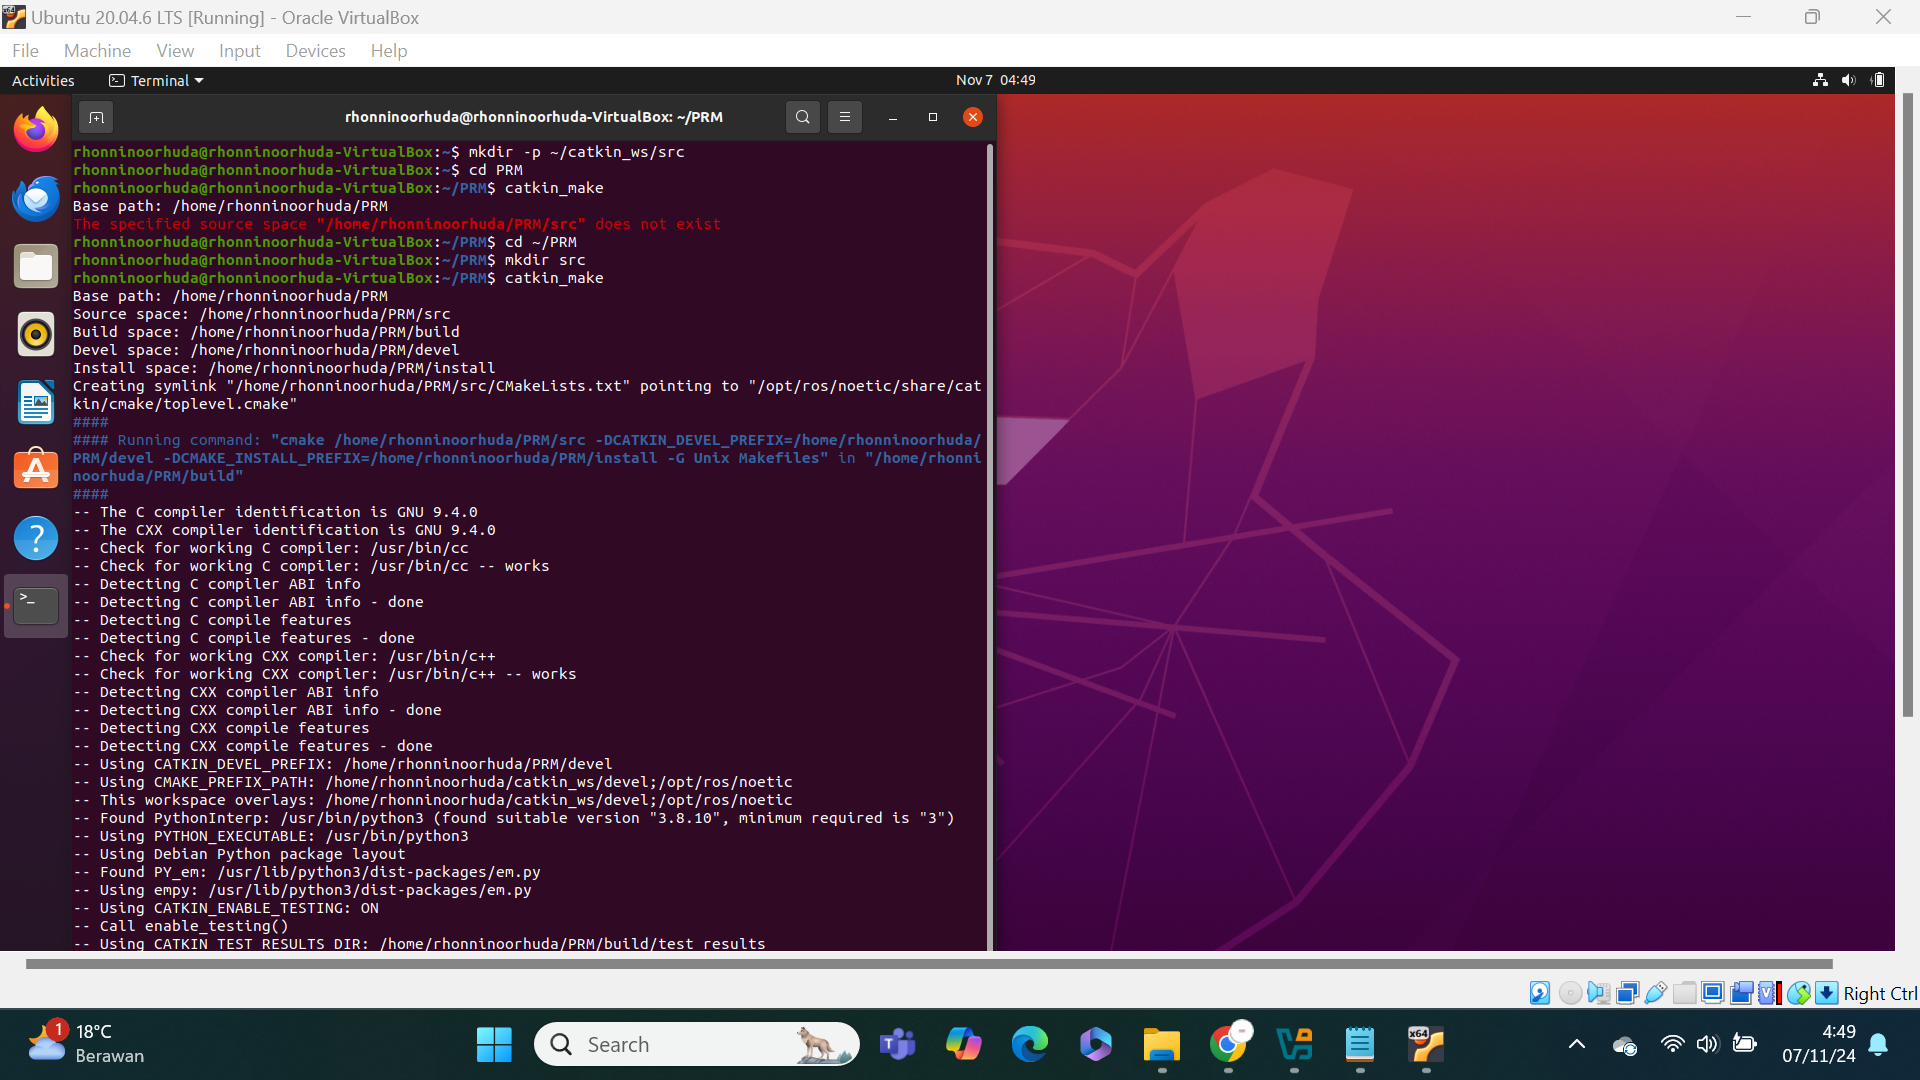 Ubuntu 20.04.6 LTS [Running] - Oracle VirtualBox
File Machine View Input Devices Help
Activities Terminal Nov 7 04:49
rhonninoorhuda@rhonninoorhuda-VirtualBox: ~/PRM
rhonninoorhuda@rhonninoorhuda-VirtualBox:~$ mkdir -p ~/catkin_ws/src
rhonninoorhuda@rhonninoorhuda-VirtualBox:~$ cd PRM
rhonninoorhuda@rhonninoorhuda-VirtualBox:~/PRM$ catkin_make
Base path: /home/rhonninoorhuda/PRM
The specified source space "/home/rhonninoorhuda/PRM/src" does not exist
rhonninoorhuda@rhonninoorhuda-VirtualBox:~/PRM$ cd ~/PRM
rhonninoorhuda@rhonninoorhuda-VirtualBox:~/PRM$ mkdir src
rhonninoorhuda@rhonninoorhuda-VirtualBox:~/PRM$ catkin_make
Base path: /home/rhonninoorhuda/PRM
Source space: /home/rhonninoorhuda/PRM/src
Build space: /home/rhonninoorhuda/PRM/build
Devel space: /home/rhonninoorhuda/PRM/devel
Install space: /home/rhonninoorhuda/PRM/install
Creating symlink "/home/rhonninoorhuda/PRM/src/CMakeLists.txt" pointing to "/opt/ros/noetic/share/cat
kin/cmake/toplevel.cmake"
####
#### Running command: "cmake /home/rhonninoorhuda/PRM/src -DCATKIN_DEVEL_PREFIX=/home/rhonninoorhuda/
PRM/devel -DCMAKE_INSTALL_PREFIX=/home/rhonninoorhuda/PRM/install -G Unix Makefiles" in "/home/rhonni
noorhuda/PRM/build"
####
-- The C compiler identification is GNU 9.4.0
-- The CXX compiler identification is GNU 9.4.0
-- Check for working C compiler: /usr/bin/cc
-- Check for working C compiler: /usr/bin/cc -- works
-- Detecting C compiler ABI info
-- Detecting C compiler ABI info - done
-- Detecting C compile features
-- Detecting C compile features - done
-- Check for working CXX compiler: /usr/bin/c++
-- Check for working CXX compiler: /usr/bin/c++ -- works
-- Detecting CXX compiler ABI info
-- Detecting CXX compiler ABI info - done
-- Detecting CXX compile features
-- Detecting CXX compile features - done
-- Using CATKIN_DEVEL_PREFIX: /home/rhonninoorhuda/PRM/devel
-- Using CMAKE_PREFIX_PATH: /home/rhonninoorhuda/catkin_ws/devel;/opt/ros/noetic
-- This workspace overlays: /home/rhonninoorhuda/catkin_ws/devel;/opt/ros/noetic
-- Found PythonInterp: /usr/bin/python3 (found suitable version "3.8.10", minimum required is "3")
-- Using PYTHON_EXECUTABLE: /usr/bin/python3
-- Using Debian Python package layout
-- Found PY_em: /usr/lib/python3/dist-packages/em.py
-- Using empy: /usr/lib/python3/dist-packages/em.py
-- Using CATKIN_ENABLE_TESTING: ON
-- Call enable_testing()
-- Using CATKIN_TEST_RESULTS_DIR: /home/rhonninoorhuda/PRM/build/test_results
Right Ctrl
1
18°C
Berawan
Search
x64
4:49
07/11/24